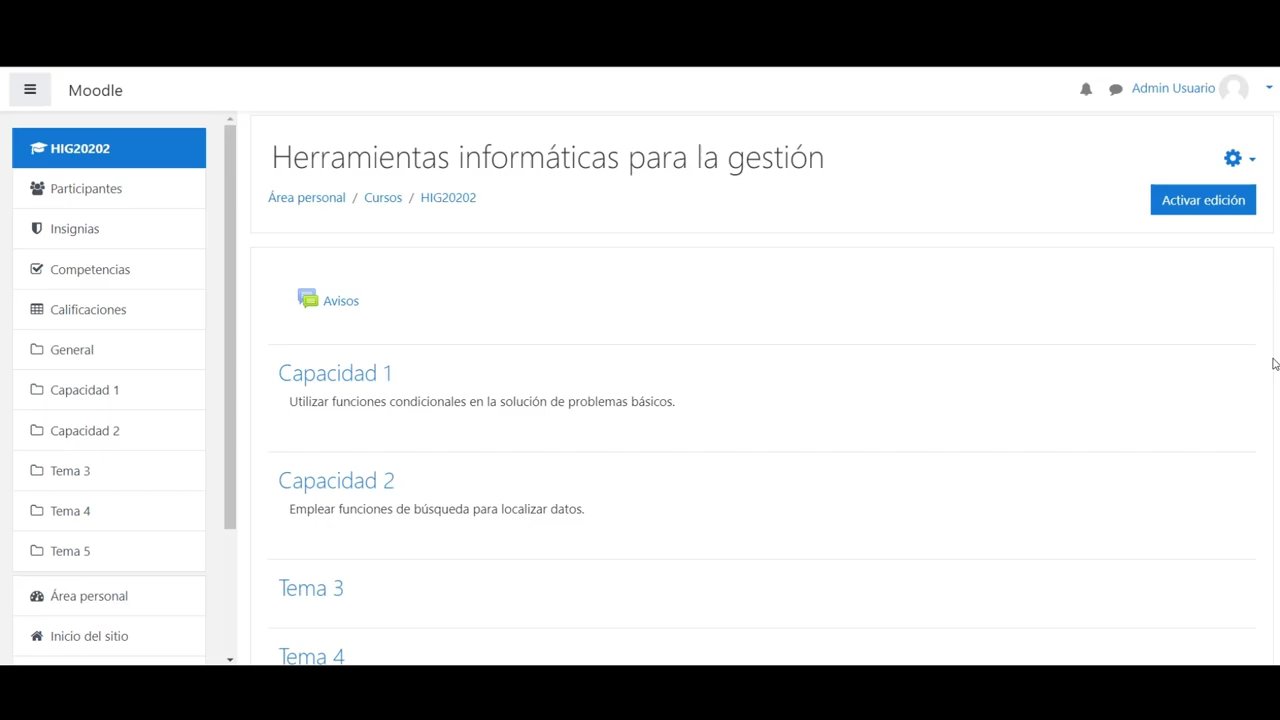 Moodle
Admin Usuario
HIG20202
Participantes
Insignias
Competencias
Calificaciones
General
Capacidad 1
Capacidad 2
Tema 3
Tema 4
Tema 5
Área personal
Inicio del sitio
Herramientas informáticas para la gestión
Área personal / Cursos / HIG20202
Activar edición
Avisos
Capacidad 1
Utilizar funciones condicionales en la solución de problemas básicos.
Capacidad 2
Emplear funciones de búsqueda para localizar datos.
Tema 3
Tema 4